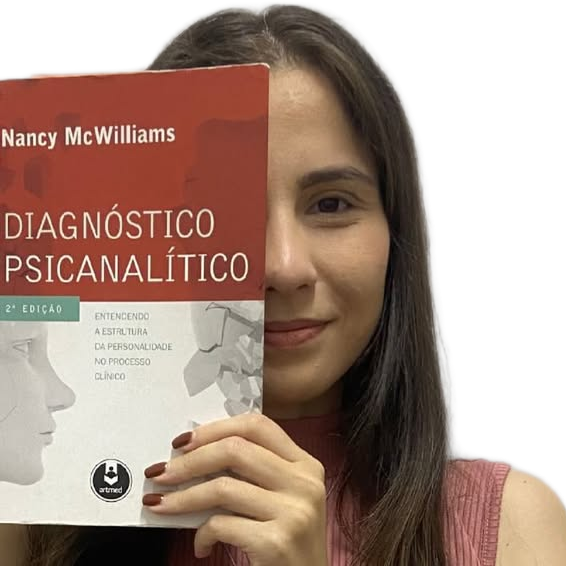 Nancy McWilliams
DIAGNÓSTICO
PSICANALÍTICO
2ª EDIÇÃO
ENTENDENDO
A ESTRUTURA
DA PERSONALIDADE
NO PROCESSO
CLÍNICO
artmed